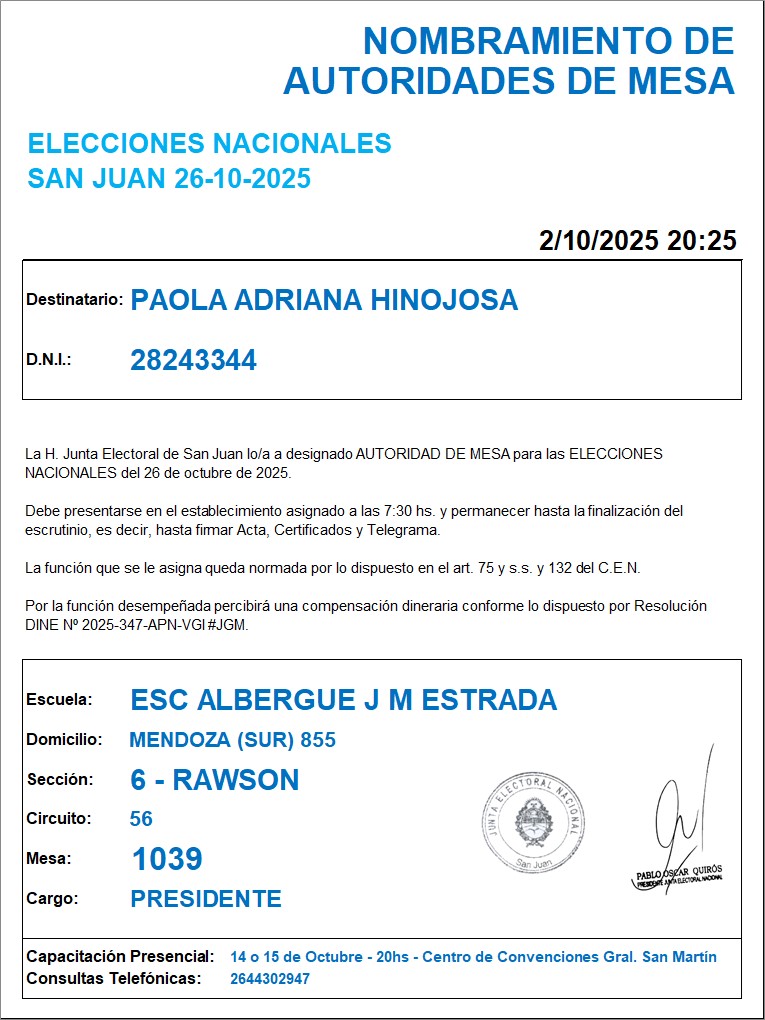 NOMBRAMIENTO DE
AUTORIDADES DE MESA
ELECCIONES NACIONALES
SAN JUAN 26-10-2025
2/10/2025 20:25
Destinatario: PAOLA ADRIANA HINOJOSA
D.N.I.: 28243344
La H. Junta Electoral de San Juan lo/a a designado AUTORIDAD DE MESA para las ELECCIONES
NACIONALES del 26 de octubre de 2025.
Debe presentarse en el establecimiento asignado a las 7:30 hs. y permanecer hasta la finalización del
escrutinio, es decir, hasta firmar Acta, Certificados y Telegrama.
La función que se le asigna queda normada por lo dispuesto en el art. 75 y s.s. y 132 del C.E.N.
Por la función desempeñada percibirá una compensación dineraria conforme lo dispuesto por Resolución
DINE Nº 2025-347-APN-VGI#JGM.
Escuela: ESC ALBERGUE J M ESTRADA
Domicilio: MENDOZA (SUR) 855
Sección: 6 - RAWSON
Circuito: 56
Mesa: 1039
Cargo: PRESIDENTE
JUNTA ELECTORAL NACIONAL
San Juan
PABLO OSCAR QUIRÓS
PRESIDENTE JUNTA ELECTORAL NACIONAL
Capacitación Presencial: 14 o 15 de Octubre - 20hs - Centro de Convenciones Gral. San Martín
Consultas Telefónicas: 2644302947